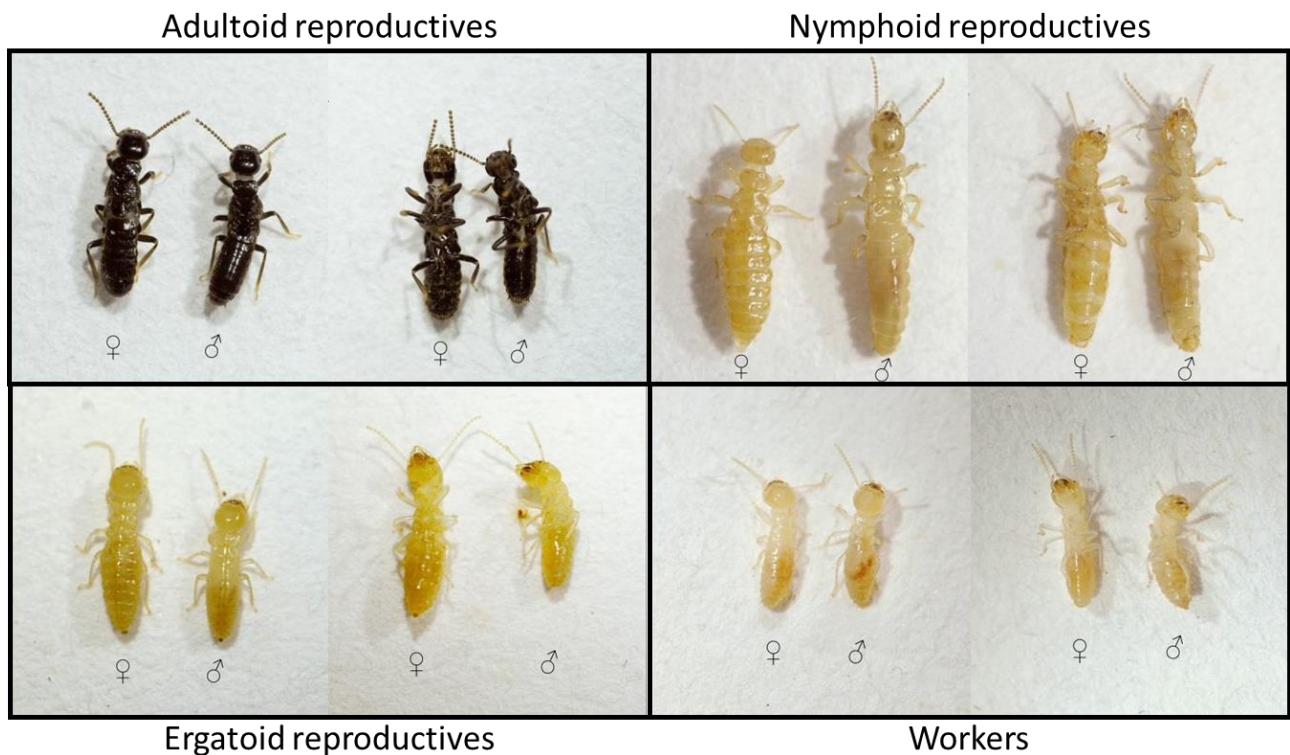 Adultoid reproductives
Nymphoid reproductives
♀ ♂ ♀ ♂
♀ ♂ ♀ ♂
♀ ♂ ♀ ♂
♀ ♂ ♀ ♂
Ergatoid reproductives
Workers